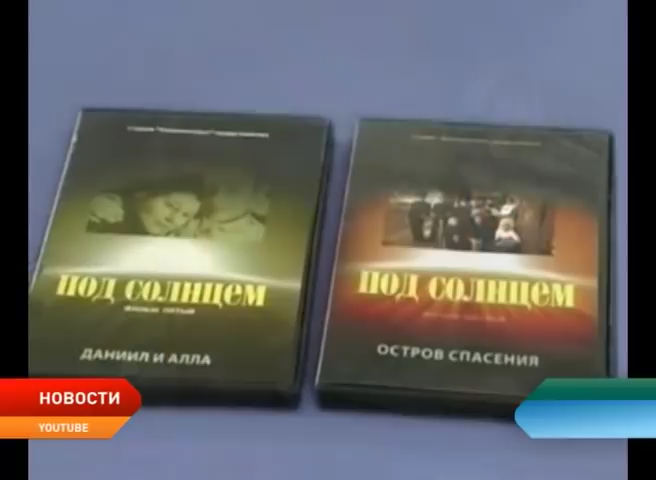 ПОД СОЛНЦЕМ
ДАНИИЛ И АЛЛА
ПОД СОЛНЦЕМ
ОСТРОВ СПАСЕНИЯ
НОВОСТИ
YOUTUBE